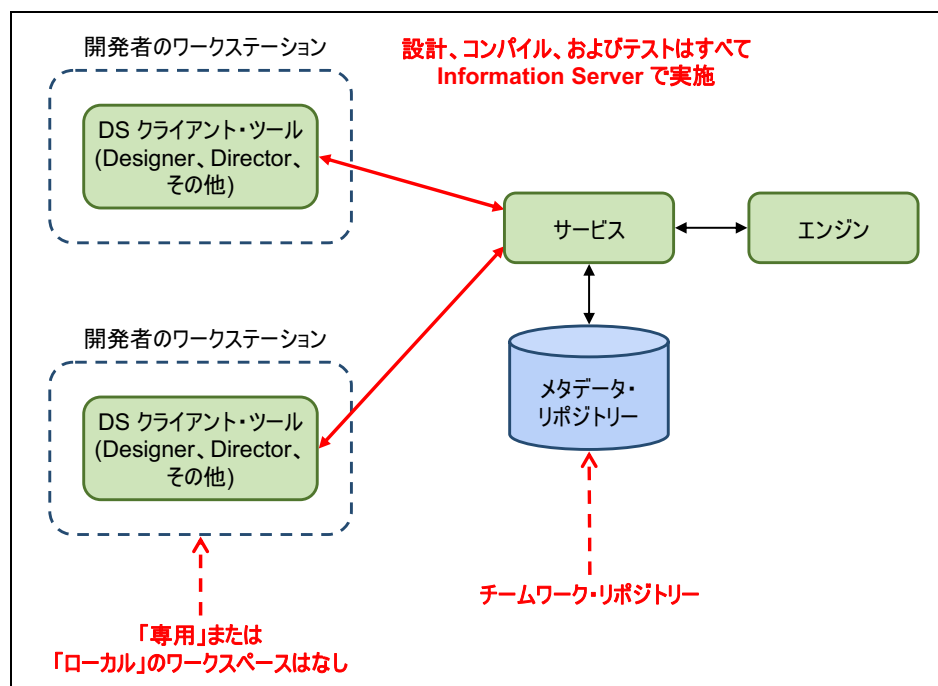 開発者のワークステーション
DS クライアント・ツール
(Designer、Director、
その他)
設計、コンパイル、およびテストはすべて
Information Server で実施
サービス
エンジン
開発者のワークステーション
DS クライアント・ツール
(Designer、Director、
その他)
メタデータ・
リポジトリー
チームワーク・リポジトリー
「専用」または
「ローカル」のワークスペースはなし